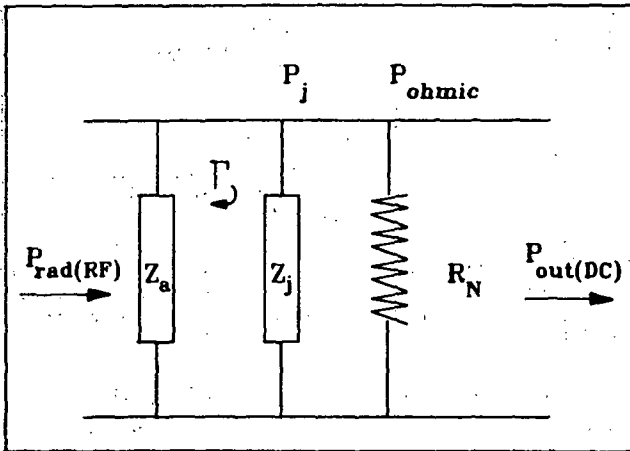 P_j
P_ohmic
Γ
P_rad(RF)
Z_a
Z_j
R_N
P_out(DC)